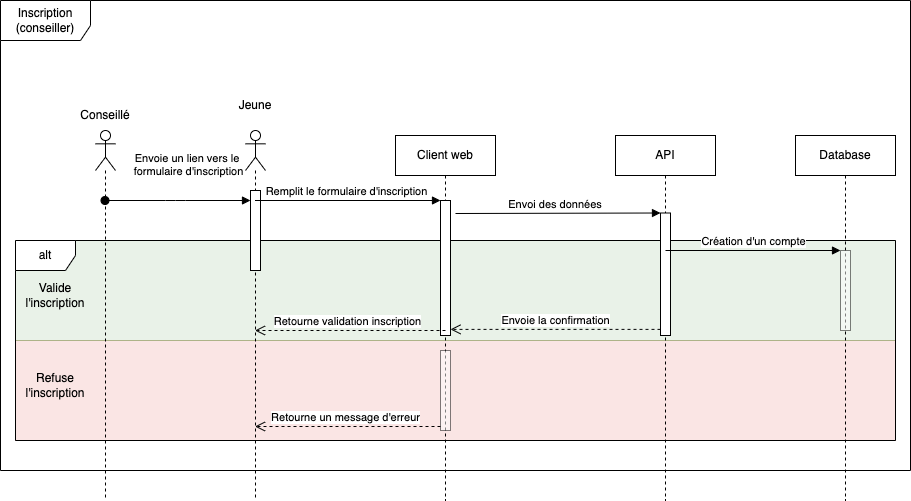 Inscription
(conseiller)
Jeune
Conseillé
Envoie un lien vers le
formulaire d'inscription
Client web
API
Database
Remplit le formulaire d'inscription
Envoi des données
Création d'un compte
alt
Valide
l'inscription
Retourne validation inscription
Envoie la confirmation
Refuse
l'inscription
Retourne un message d'erreur